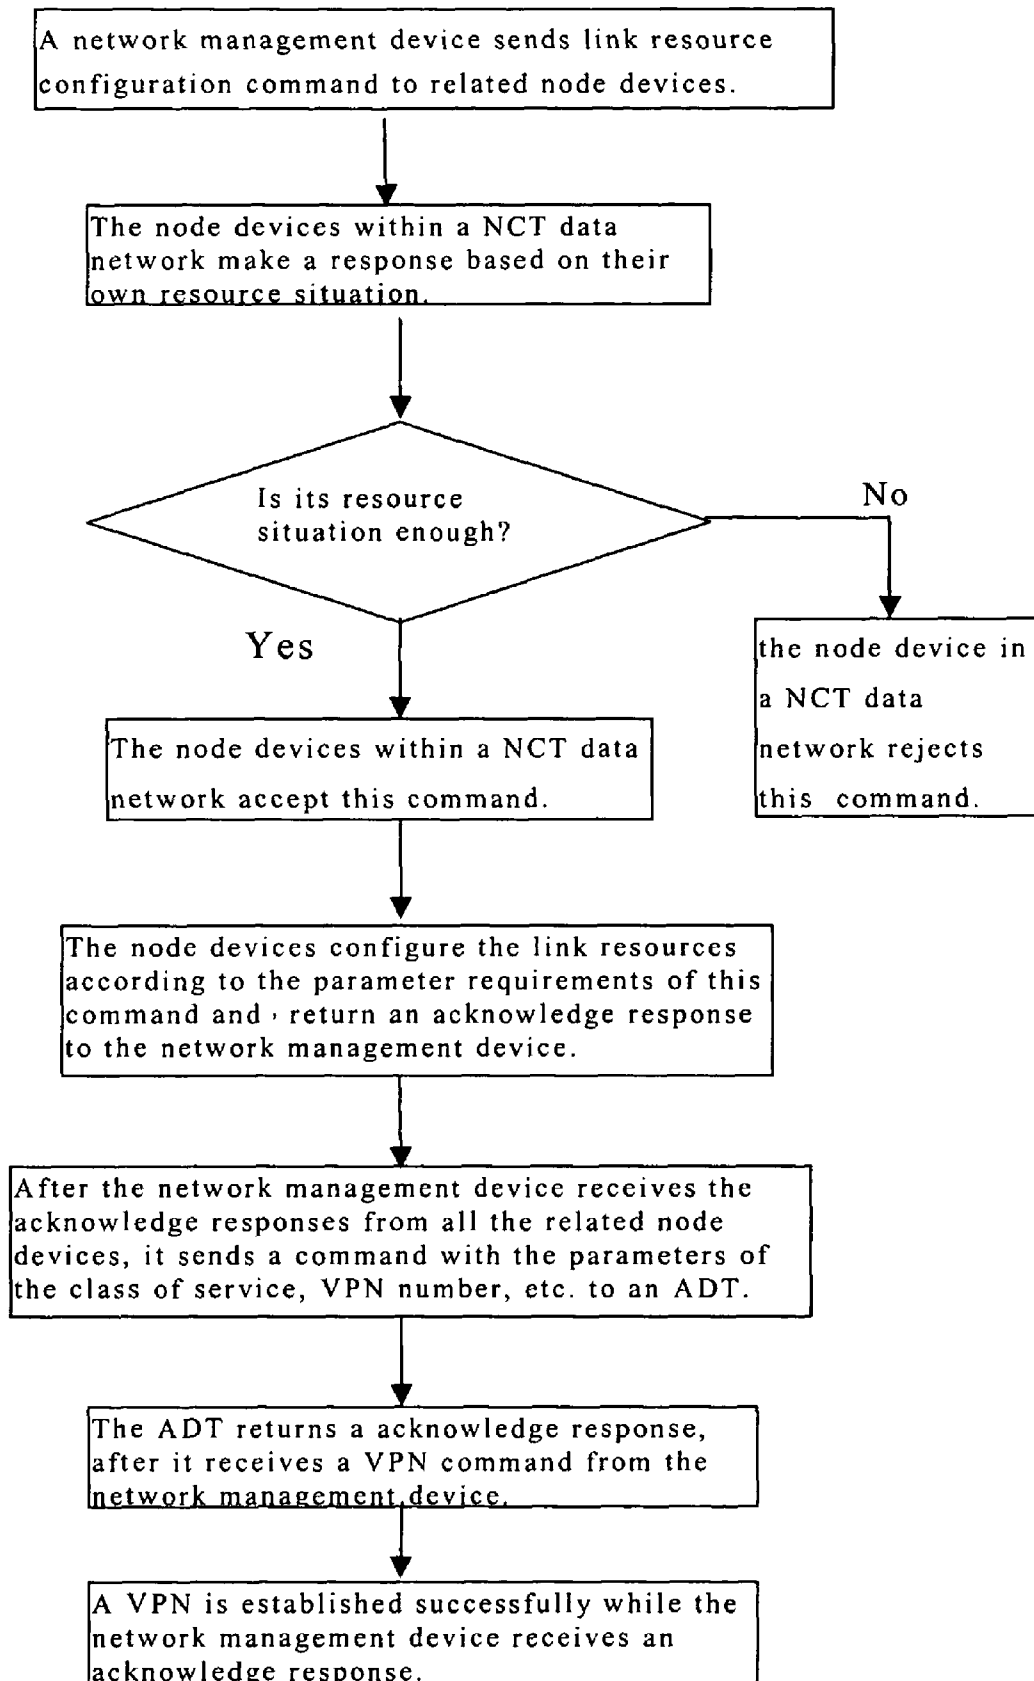 A network management device sends link resource
configuration command to related node devices.
The node devices within a NCT data
network make a response based on their
own resource situation.
Is its resource
situation enough?
No
Yes
the node device in
a NCT data
network rejects
this command.
The node devices within a NCT data
network accept this command.
The node devices configure the link resources
according to the parameter requirements of this
command and , return an acknowledge response
to the network management device.
After the network management device receives the
acknowledge responses from all the related node
devices, it sends a command with the parameters of
the class of service, VPN number, etc. to an ADT.
The ADT returns a acknowledge response,
after it receives a VPN command from the
network management device.
A VPN is established successfully while the
network management device receives an
acknowledge response.